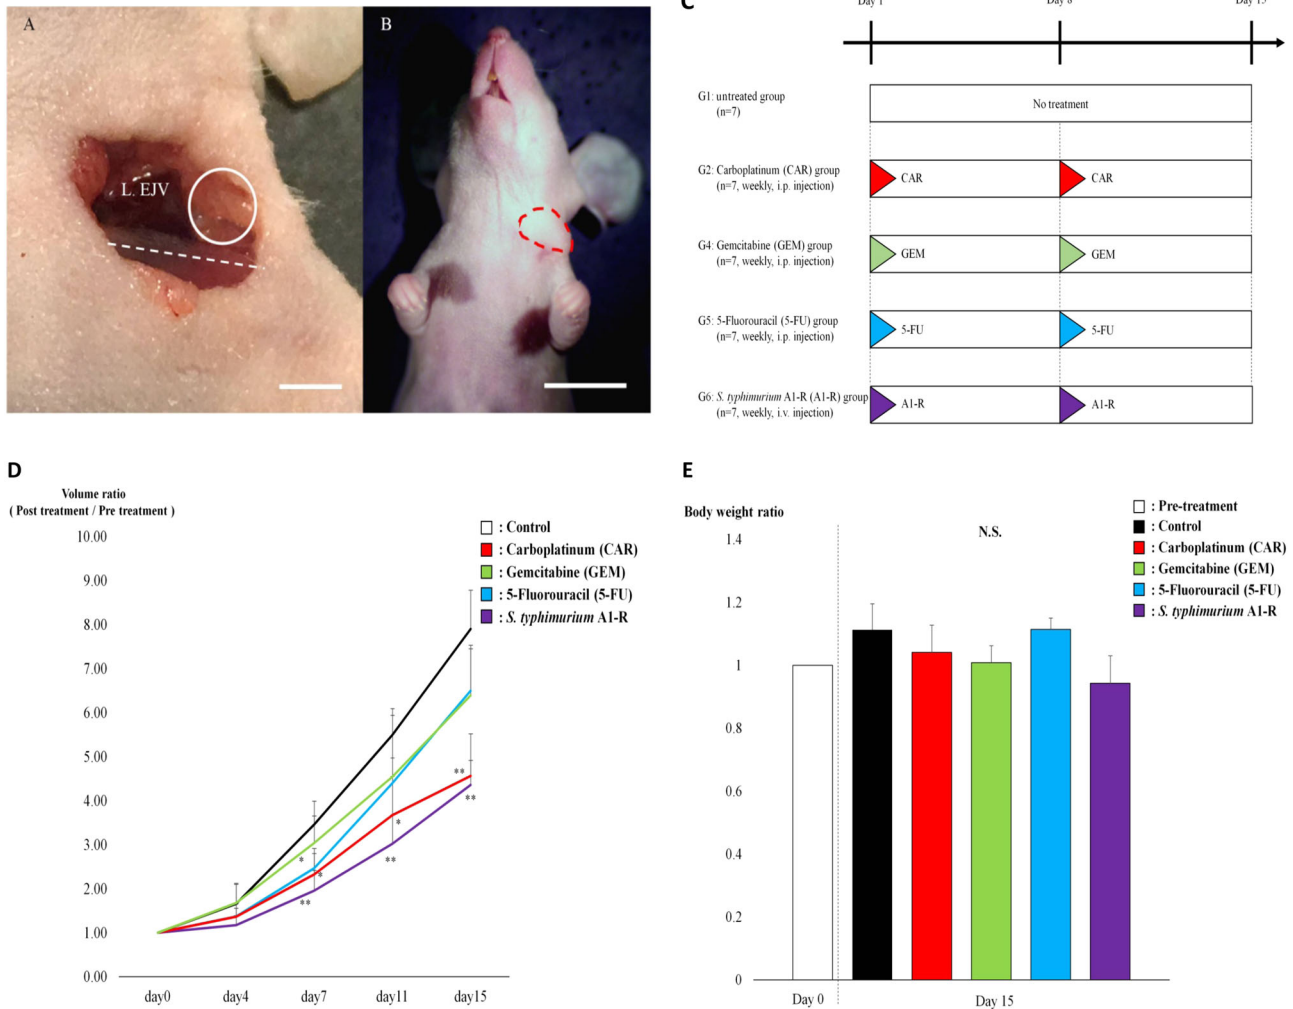 A
L. EJV
B
C
Day 1
Day 8
Day 15
G1: untreated group
(n=7)
No treatment
G2: Carboplatinum (CAR) group
(n=7, weekly, i.p. injection)
CAR
CAR
G4: Gemcitabine (GEM) group
(n=7, weekly, i.p. injection)
GEM
GEM
G5: 5-Fluorouracil (5-FU) group
(n=7, weekly, i.p. injection)
5-FU
5-FU
G6: S. typhimurium A1-R (A1-R) group
(n=7, weekly, i.v. injection)
A1-R
A1-R
D
Volume ratio
( Post treatment / Pre treatment )
10.00
9.00
8.00
7.00
6.00
5.00
4.00
3.00
2.00
1.00
0.00
: Control
: Carboplatinum (CAR)
: Gemcitabine (GEM)
: 5-Fluorouracil (5-FU)
: S. typhimurium A1-R
*
*
**
*
**
**
**
day0
day4
day7
day11
day15
E
Body weight ratio
1.4
1.2
1
0.8
0.6
0.4
0.2
0
N.S.
: Pre-treatment
: Control
: Carboplatinum (CAR)
: Gemcitabine (GEM)
: 5-Fluorouracil (5-FU)
: S. typhimurium A1-R
Day 0
Day 15